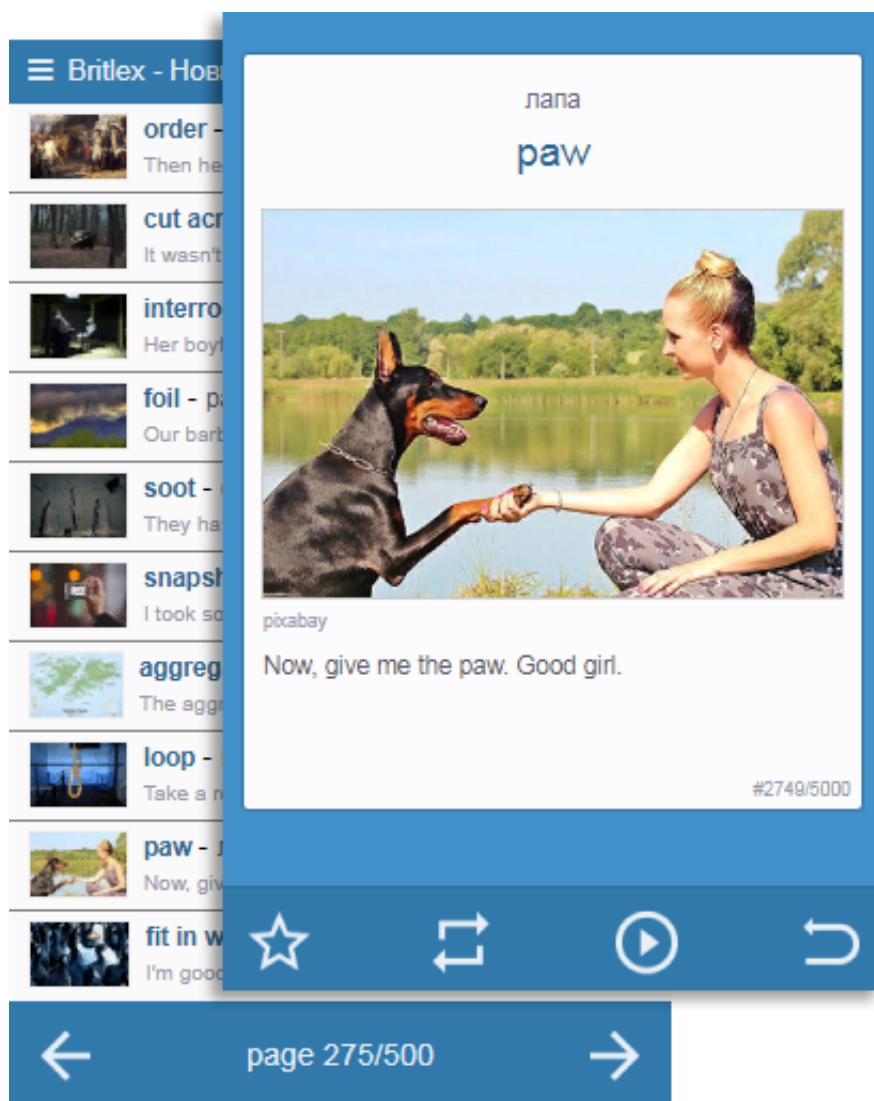 Britlex - Нов
order -
Then he
cut acr
It wasn't
interro
Her boyf
foil -
Our barb
soot -
They ha
snapsh
I took so
aggreg
The aggr
loop -
Take a r
paw - л
Now, giv
fit in w
I'm good
page 275/500
лапа
paw
pixabay
Now, give me the paw. Good girl.
#2749/5000